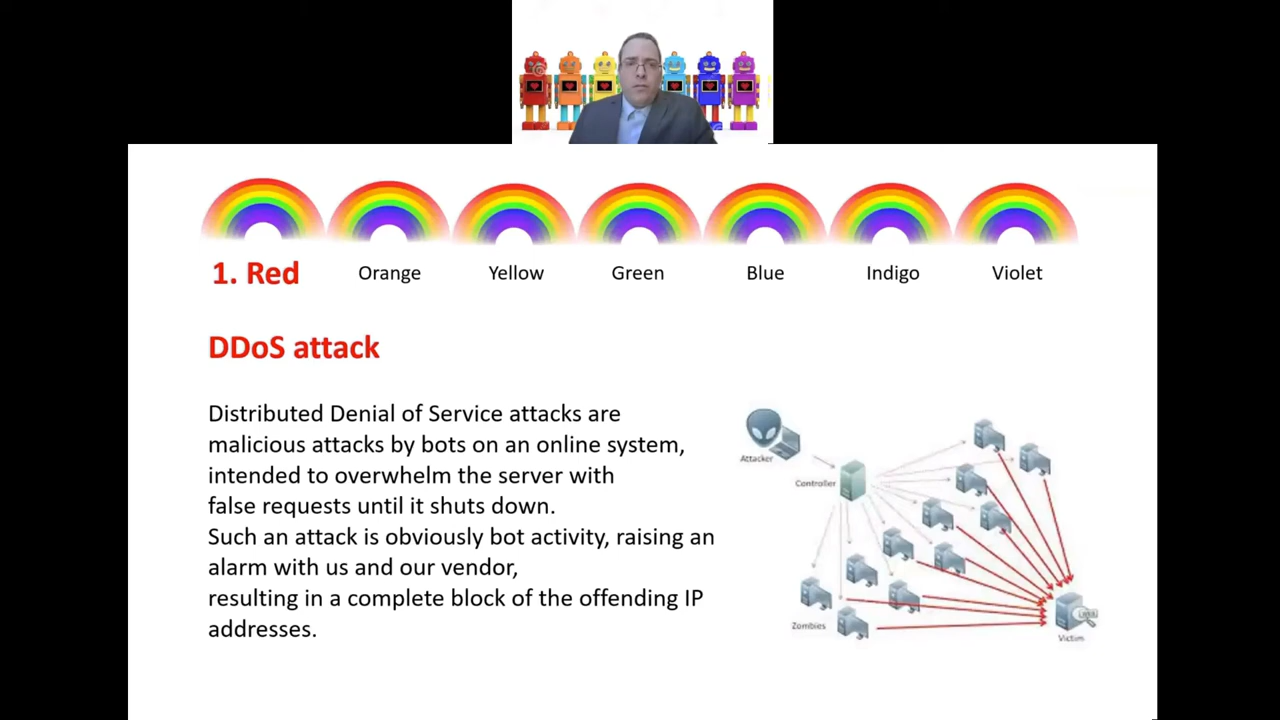 1. Red
Orange
Yellow
Green
Blue
Indigo
Violet
DDoS attack
Distributed Denial of Service attacks are
malicious attacks by bots on an online system,
intended to overwhelm the server with
false requests until it shuts down.
Such an attack is obviously bot activity, raising an
alarm with us and our vendor,
resulting in a complete block of the offending IP
addresses.
Attacker
Controller
Zombies
Victim